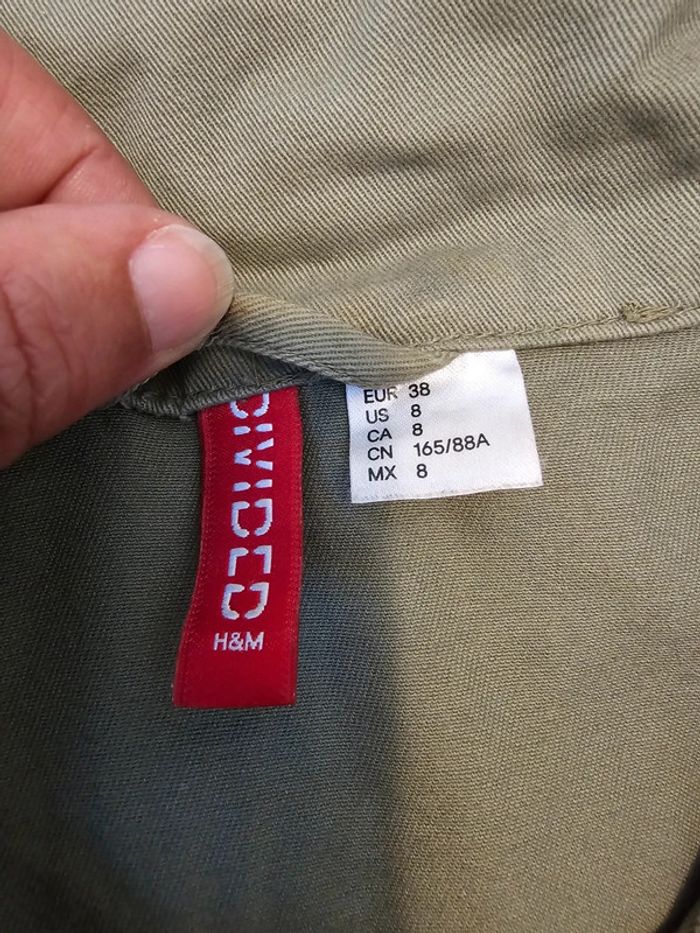 DIVIDED
H&M
EUR 38
US 8
CA 8
CN 165/88A
MX 8